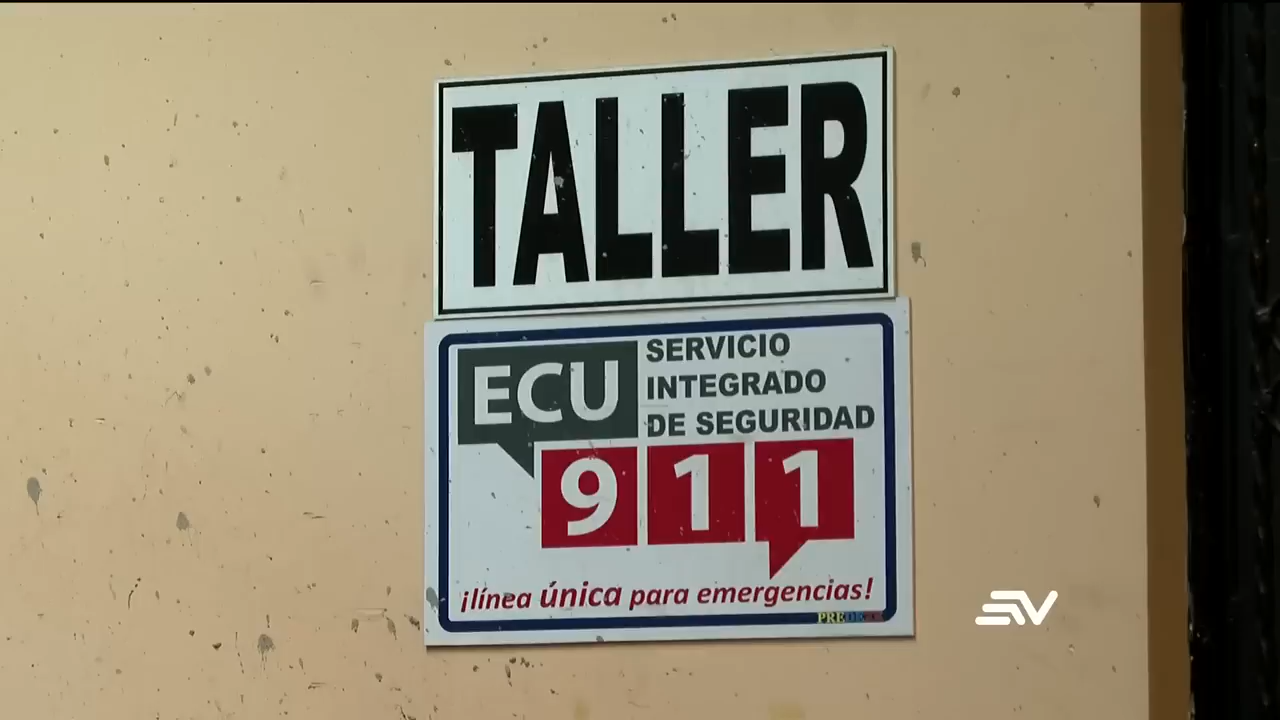 TALLER
ECU
SERVICIO
INTEGRADO
DE SEGURIDAD
911
¡línea única para emergencias!